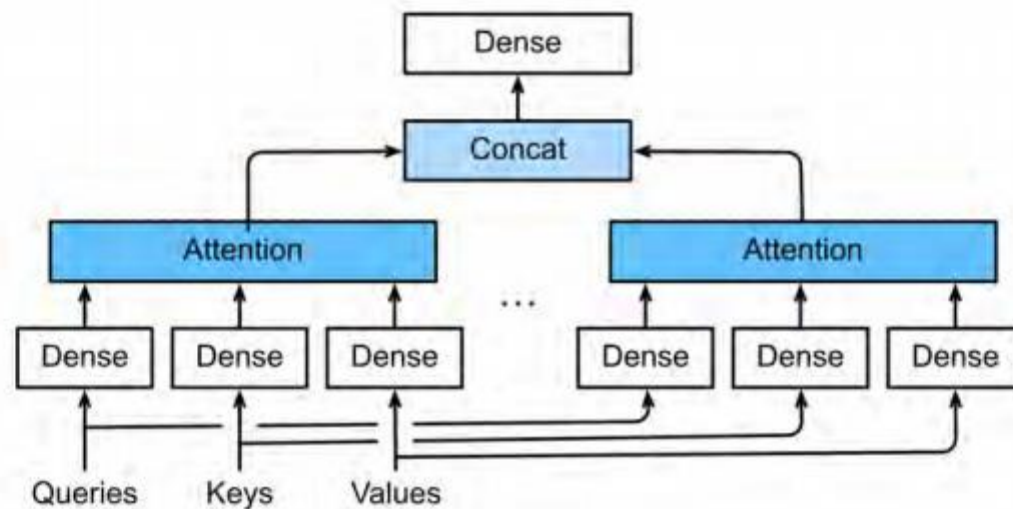 Dense
Concat
Attention Attention
...
Dense Dense Dense Dense Dense Dense
Queries Keys Values